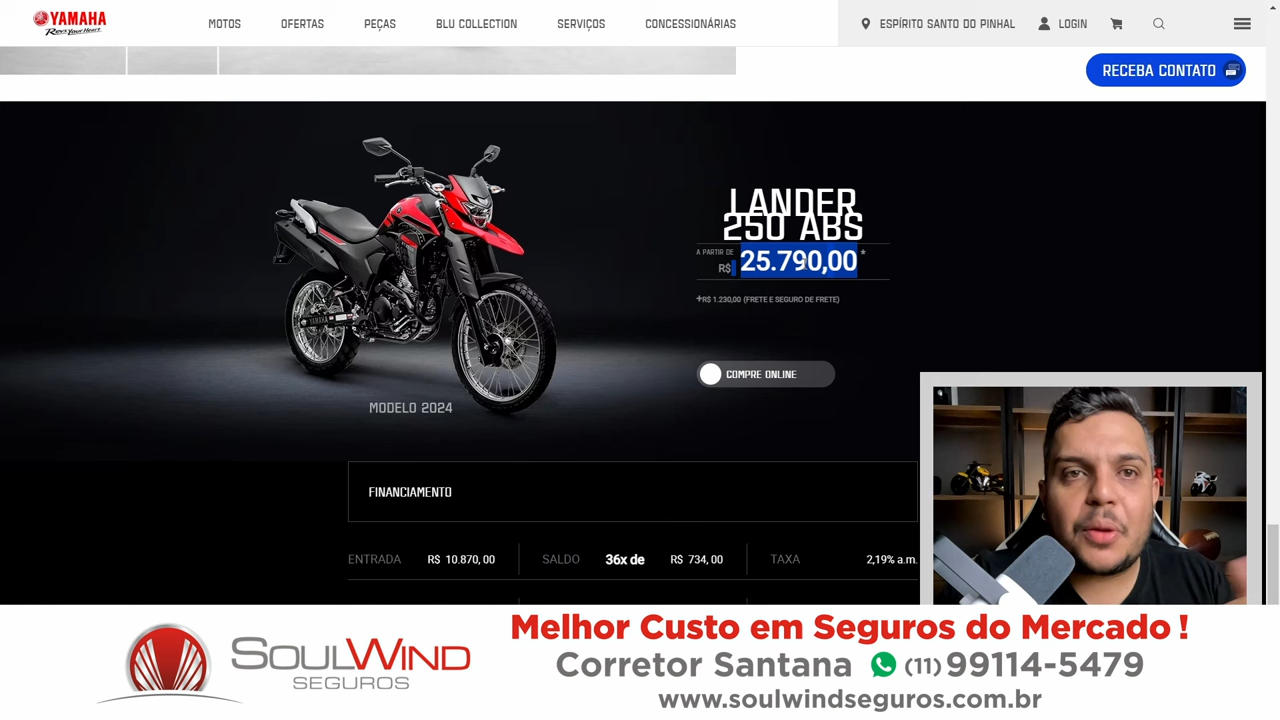 YAMAHA
Revs Your Heart
MOTOS OFERTAS PEÇAS BLU COLLECTION SERVIÇOS CONCESSIONÁRIAS ESPÍRITO SANTO DO PINHAL LOGIN
RECEBA CONTATO
LANDER
250 ABS
A PARTIR DE
R$ 25.790,00 *
+R$ 1.230,00 (FRETE E SEGURO DE FRETE)
COMPRE ONLINE
YAMAHA
MODELO 2024
FINANCIAMENTO
ENTRADA R$ 10.870, 00 SALDO 36x de R$ 734, 00 TAXA 2,19% a.m.
SOULWIND
SEGUROS
Melhor Custo em Seguros do Mercado !
Corretor Santana (11) 99114-5479
www.soulwindseguros.com.br